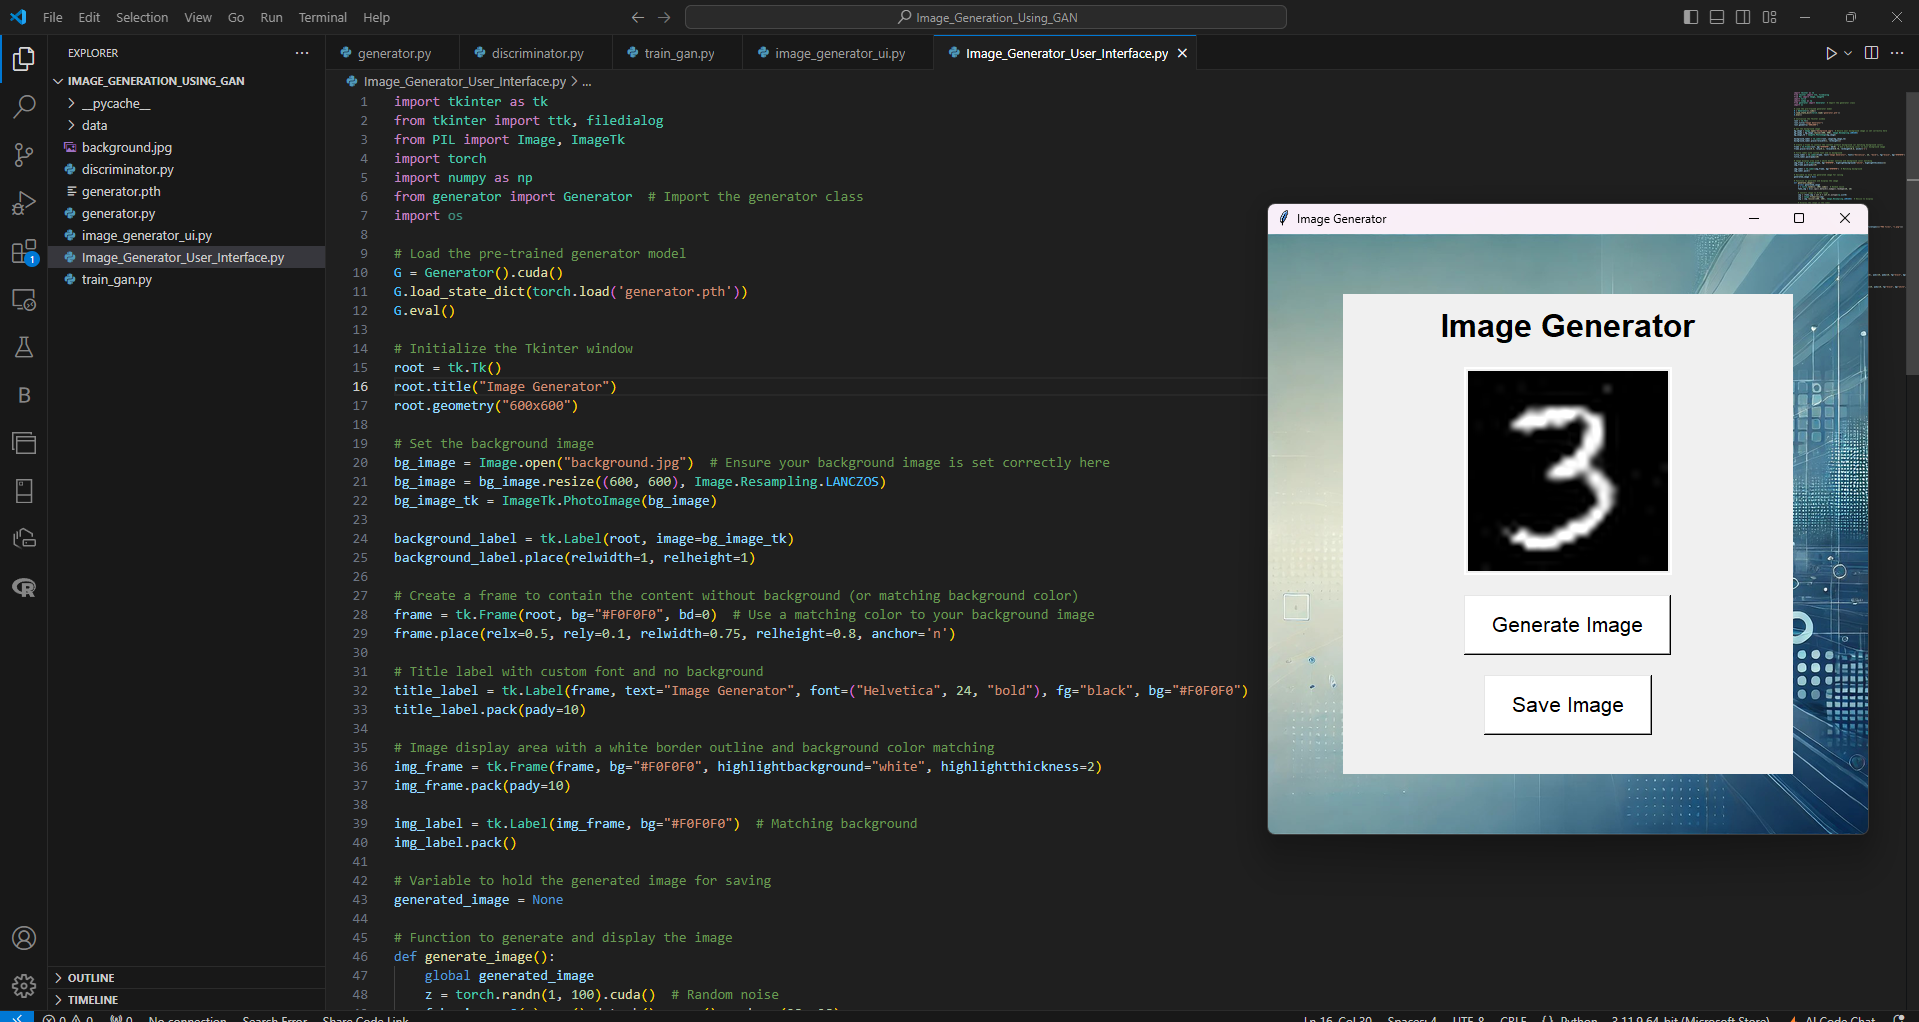 File Edit Selection View Go Run Terminal Help
Image_Generation_Using_GAN
EXPLORER
IMAGE_GENERATION_USING_GAN
__pycache__
data
background.jpg
discriminator.py
generator.pth
generator.py
image_generator_ui.py
Image_Generator_User_Interface.py
train_gan.py
OUTLINE
TIMELINE
generator.py discriminator.py train_gan.py image_generator_ui.py Image_Generator_User_Interface.py
Image_Generator_User_Interface.py > ...
1 import tkinter as tk
2 from tkinter import ttk, filedialog
3 from PIL import Image, ImageTk
4 import torch
5 import numpy as np
6 from generator import Generator  # Import the generator class
7 import os
8
9 # Load the pre-trained generator model
10 G = Generator().cuda()
11 G.load_state_dict(torch.load('generator.pth'))
12 G.eval()
13
14 # Initialize the Tkinter window
15 root = tk.Tk()
16 root.title("Image Generator")
17 root.geometry("600x600")
18
19 # Set the background image
20 bg_image = Image.open("background.jpg")  # Ensure your background image is set correctly here
21 bg_image = bg_image.resize((600, 600), Image.Resampling.LANCZOS)
22 bg_image_tk = ImageTk.PhotoImage(bg_image)
23
24 background_label = tk.Label(root, image=bg_image_tk)
25 background_label.place(relwidth=1, relheight=1)
26
27 # Create a frame to contain the content without background (or matching background color)
28 frame = tk.Frame(root, bg="#F0F0F0", bd=0)  # Use a matching color to your background image
29 frame.place(relx=0.5, rely=0.1, relwidth=0.75, relheight=0.8, anchor='n')
30
31 # Title label with custom font and no background
32 title_label = tk.Label(frame, text="Image Generator", font=("Helvetica", 24, "bold"), fg="black", bg="#F0F0F0")
33 title_label.pack(pady=10)
34
35 # Image display area with a white border outline and background color matching
36 img_frame = tk.Frame(frame, bg="#F0F0F0", highlightbackground="white", highlightthickness=2)
37 img_frame.pack(pady=10)
38
39 img_label = tk.Label(img_frame, bg="#F0F0F0")  # Matching background
40 img_label.pack()
41
42 # Variable to hold the generated image for saving
43 generated_image = None
44
45 # Function to generate and display the image
46 def generate_image():
47 global generated_image
48 z = torch.randn(1, 100).cuda()  # Random noise
Image Generator
Image Generator
3
Generate Image
Save Image
1
B
R
0 0 0 No connection Search Error Share Code Link
Ln 16, Col 30 Spaces: 4 UTF-8 CRLF Python 3.11.9 64-bit (Microsoft Store) AI Code Chat